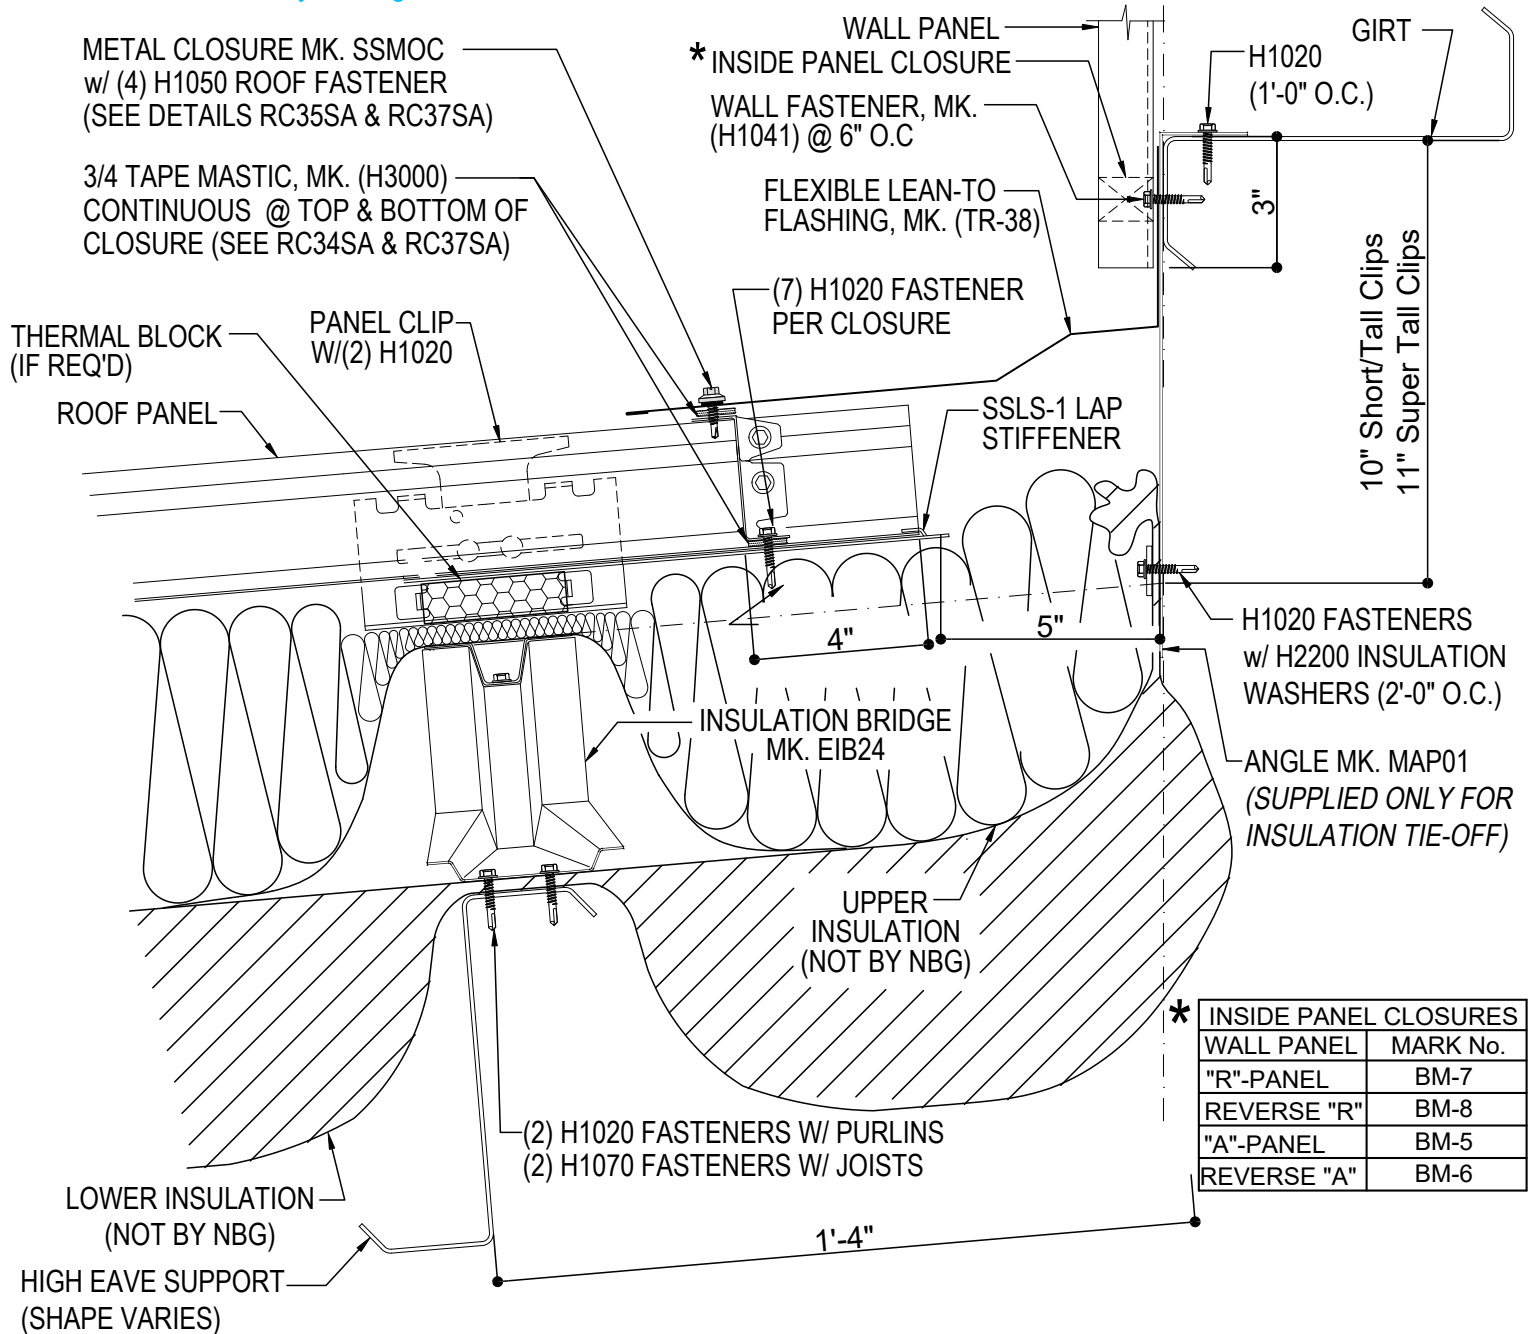 METAL CLOSURE MK. SSMOC
w/ (4) H1050 ROOF FASTENER
(SEE DETAILS RC35SA & RC37SA)
3/4 TAPE MASTIC, MK. (H3000)
CONTINUOUS @ TOP & BOTTOM OF
CLOSURE (SEE RC34SA & RC37SA)
WALL PANEL
* INSIDE PANEL CLOSURE
WALL FASTENER, MK.
(H1041) @ 6" O.C
FLEXIBLE LEAN-TO
FLASHING, MK. (TR-38)
GIRT
H1020
(1'-0" O.C.)
3"
10" Short/Tall Clips
11" Super Tall Clips
(7) H1020 FASTENER
PER CLOSURE
THERMAL BLOCK
(IF REQ'D)
PANEL CLIP
W/(2) H1020
ROOF PANEL
SSLS-1 LAP
STIFFENER
4"
5"
H1020 FASTENERS
w/ H2200 INSULATION
WASHERS (2'-0" O.C.)
INSULATION BRIDGE
MK. EIB24
ANGLE MK. MAP01
(SUPPLIED ONLY FOR
INSULATION TIE-OFF)
UPPER
INSULATION
(NOT BY NBG)
(2) H1020 FASTENERS W/ PURLINS
(2) H1070 FASTENERS W/ JOISTS
LOWER INSULATION
(NOT BY NBG)
HIGH EAVE SUPPORT
(SHAPE VARIES)
1'-4"
* INSIDE PANEL CLOSURES
WALL PANEL MARK No.
"R"-PANEL BM-7
REVERSE "R" BM-8
"A"-PANEL BM-5
REVERSE "A" BM-6